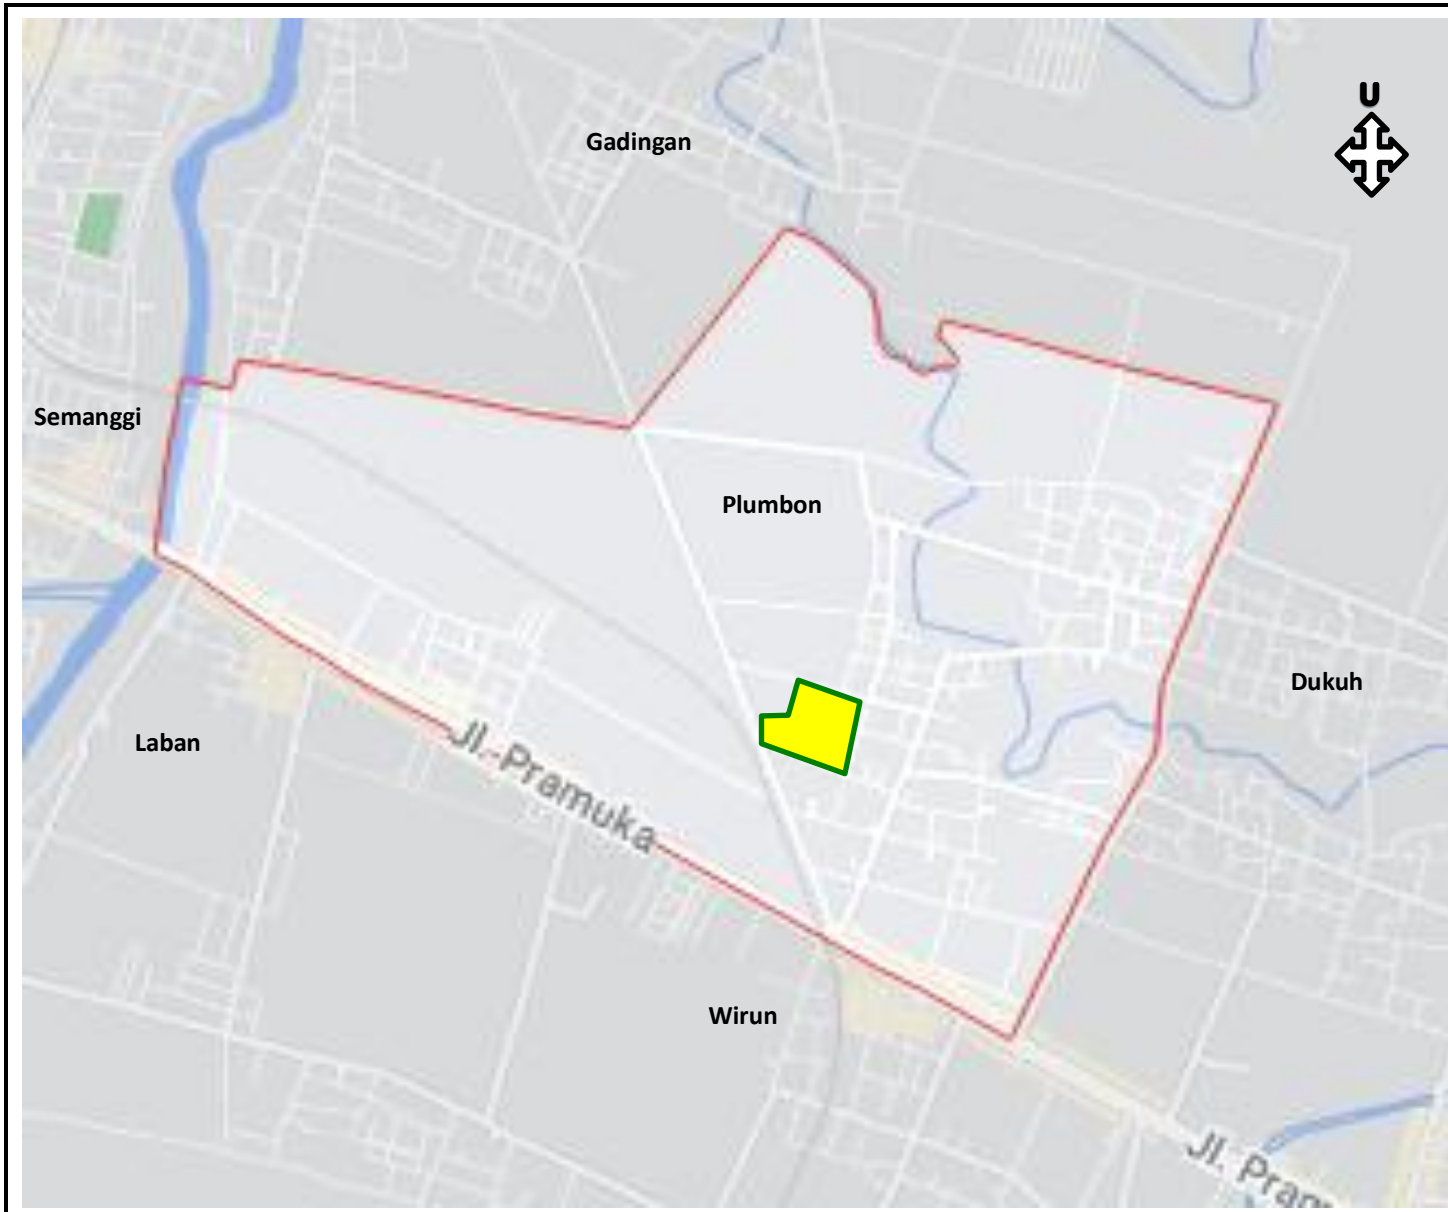 U
Gadingan
Semanggi
Plumbon
Dukuh
Laban
Jl.-Pramuka
Wirun
Jl. Pram